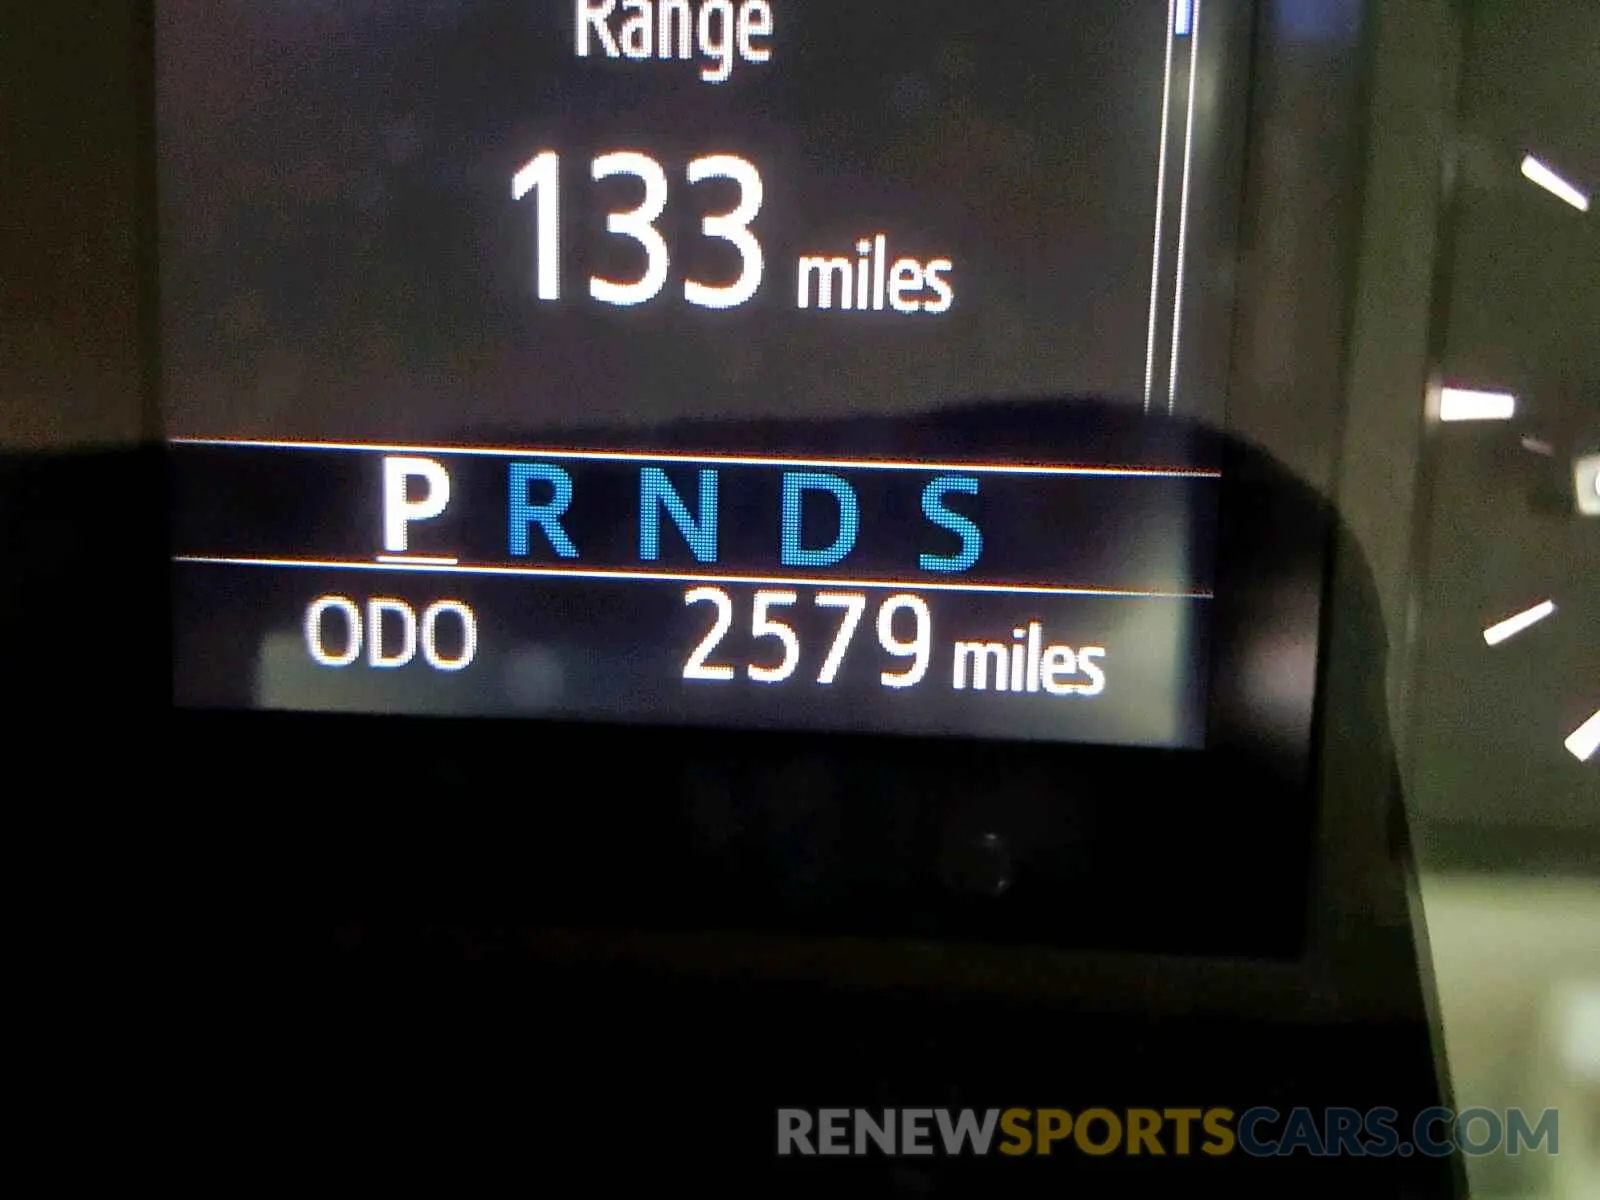 Range
133 miles
P R N D S
ODO 2579 miles
RENEWSPORTSCARS.COM